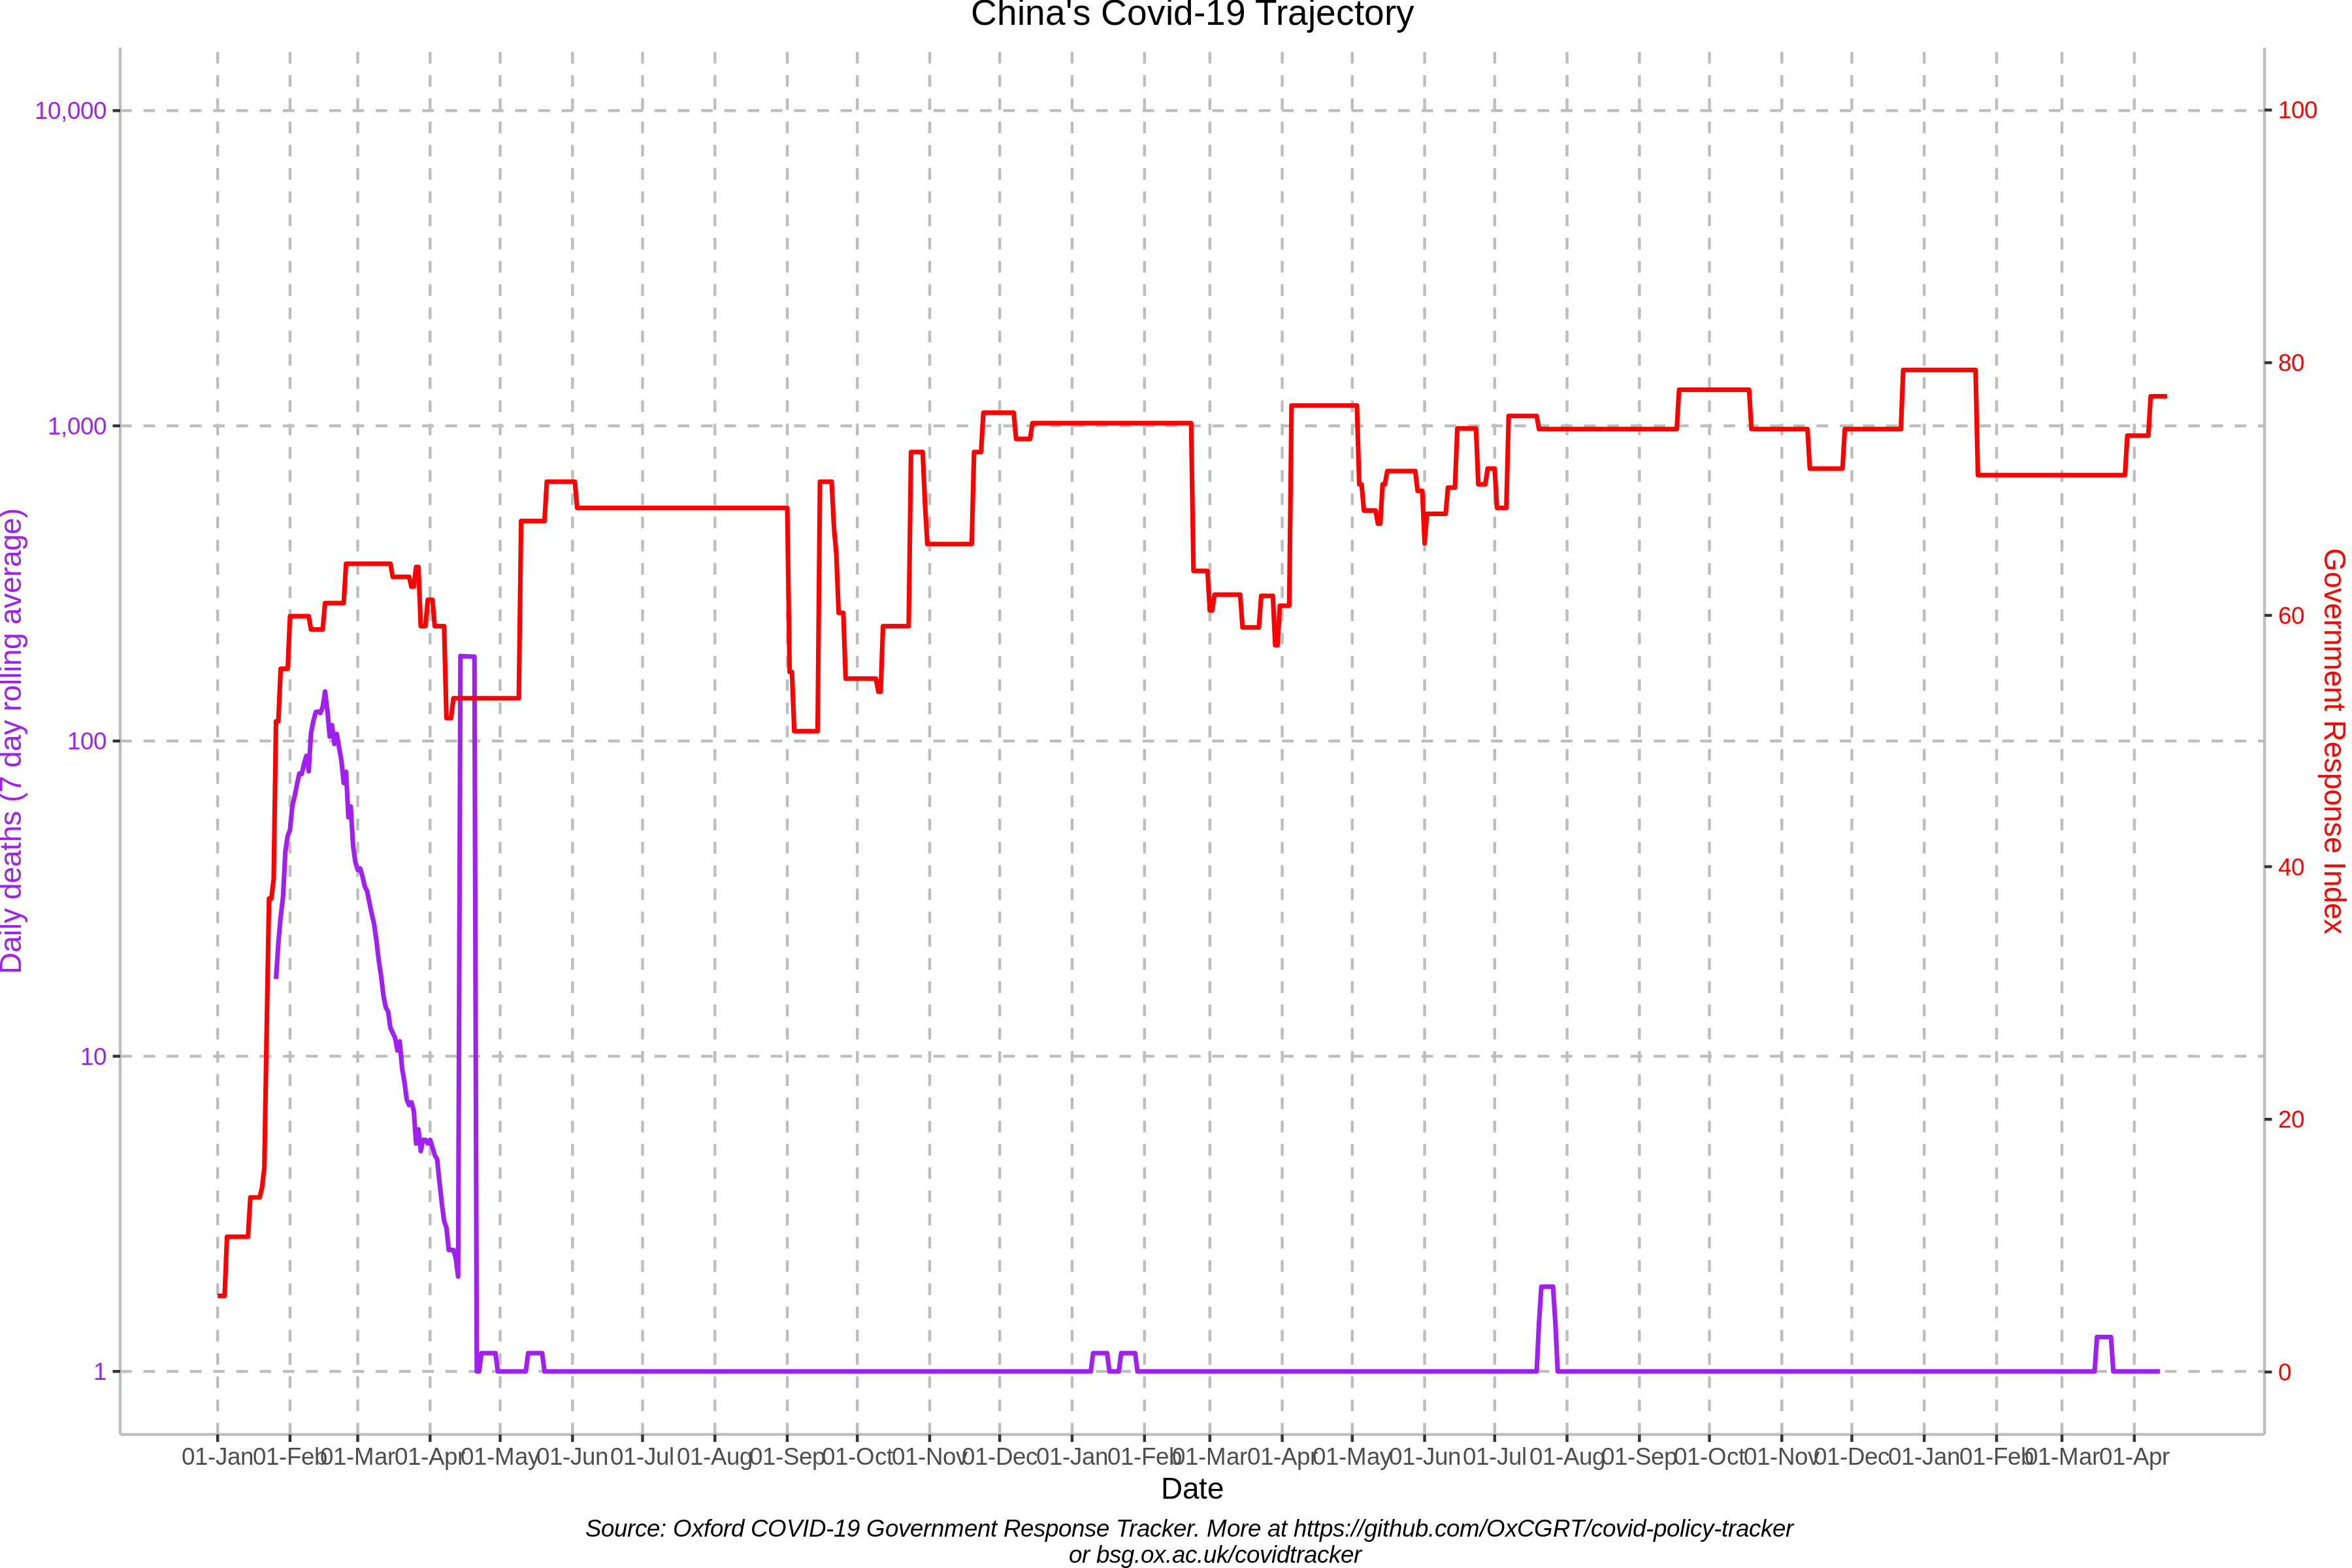 China's Covid-19 Trajectory
10,000
1,000
100
10
1
Daily deaths (7 day rolling average)
100
80
60
40
20
0
Government Response Index
01-Jan 01-Feb 01-Mar 01-Apr 01-May 01-Jun 01-Jul 01-Aug 01-Sep 01-Oct 01-Nov 01-Dec 01-Jan 01-Feb 01-Mar 01-Apr 01-May 01-Jun 01-Jul 01-Aug 01-Sep 01-Oct 01-Nov 01-Dec 01-Jan 01-Feb 01-Mar 01-Apr
Date
Source: Oxford COVID-19 Government Response Tracker. More at https://github.com/OxCGRT/covid-policy-tracker
or bsg.ox.ac.uk/covidtracker